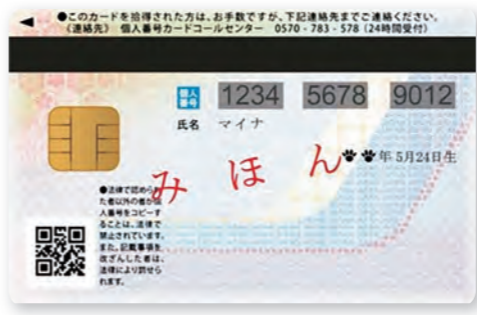 ●このカードを拾得された方は、お手数ですが、下記連絡先までご連絡ください。
《連絡先》 個人番号カードコールセンター 0570-783-578(24時間受付)
個人番号 1234 5678 9012
氏名 マイナ
年 5月24日生
みほん
●法律で認められ
た者以外の者が個
人番号をコピーす
ることは、法律で
禁止されています。
また、記載事項を
改ざんした者は、
法律により罰せら
れます。